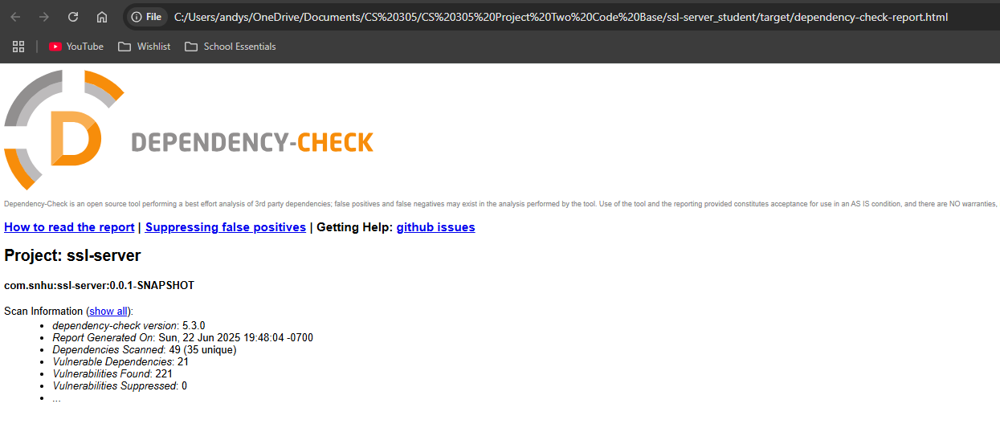 File C:/Users/andys/OneDrive/Documents/CS%20305/CS%20305%20Project%20Two%20Code%20Base/ssl-server_student/target/dependency-check-report.html
YouTube Wishlist School Essentials
D DEPENDENCY-CHECK
Dependency-Check is an open source tool performing a best effort analysis of 3rd party dependencies; false positives and false negatives may exist in the analysis performed by the tool. Use of the tool and the reporting provided constitutes acceptance for use in an AS IS condition, and there are NO warranties,
How to read the report | Suppressing false positives | Getting Help: github issues
Project: ssl-server
com.snhu:ssl-server:0.0.1-SNAPSHOT
Scan Information (show all):
• dependency-check version: 5.3.0
• Report Generated On: Sun, 22 Jun 2025 19:48:04 -0700
• Dependencies Scanned: 49 (35 unique)
• Vulnerable Dependencies: 21
• Vulnerabilities Found: 221
• Vulnerabilities Suppressed: 0
• ...